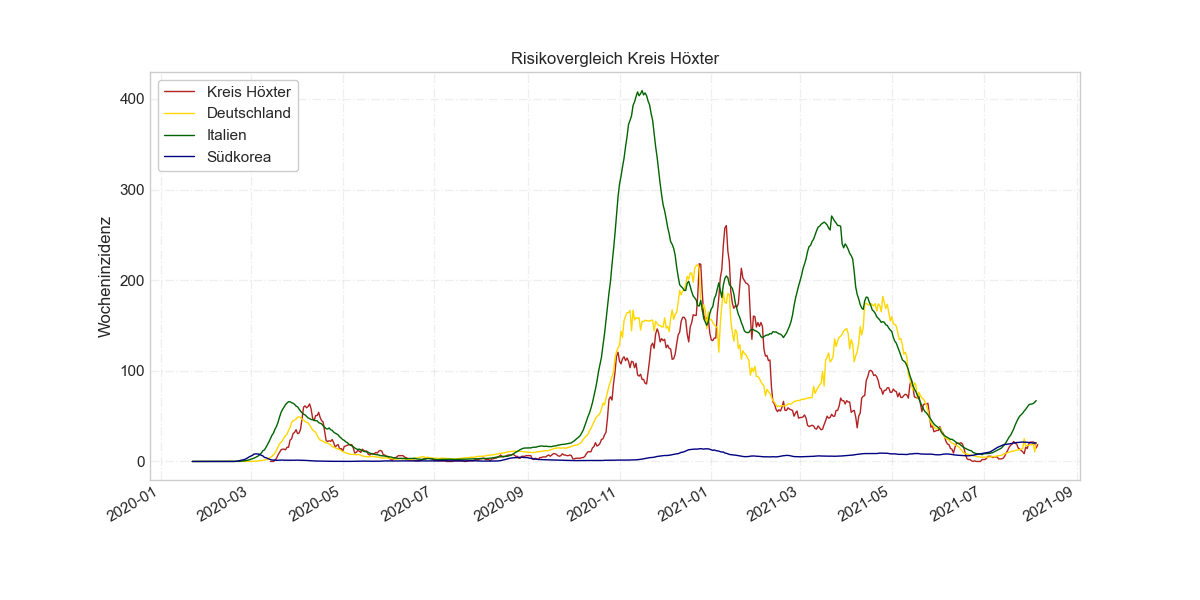 Risikovergleich Kreis Höxter
Kreis Höxter
Deutschland
Italien
Südkorea
Wocheninzidenz
400
300
200
100
0
2020-01
2020-03
2020-05
2020-07
2020-09
2020-11
2021-01
2021-03
2021-05
2021-07
2021-09